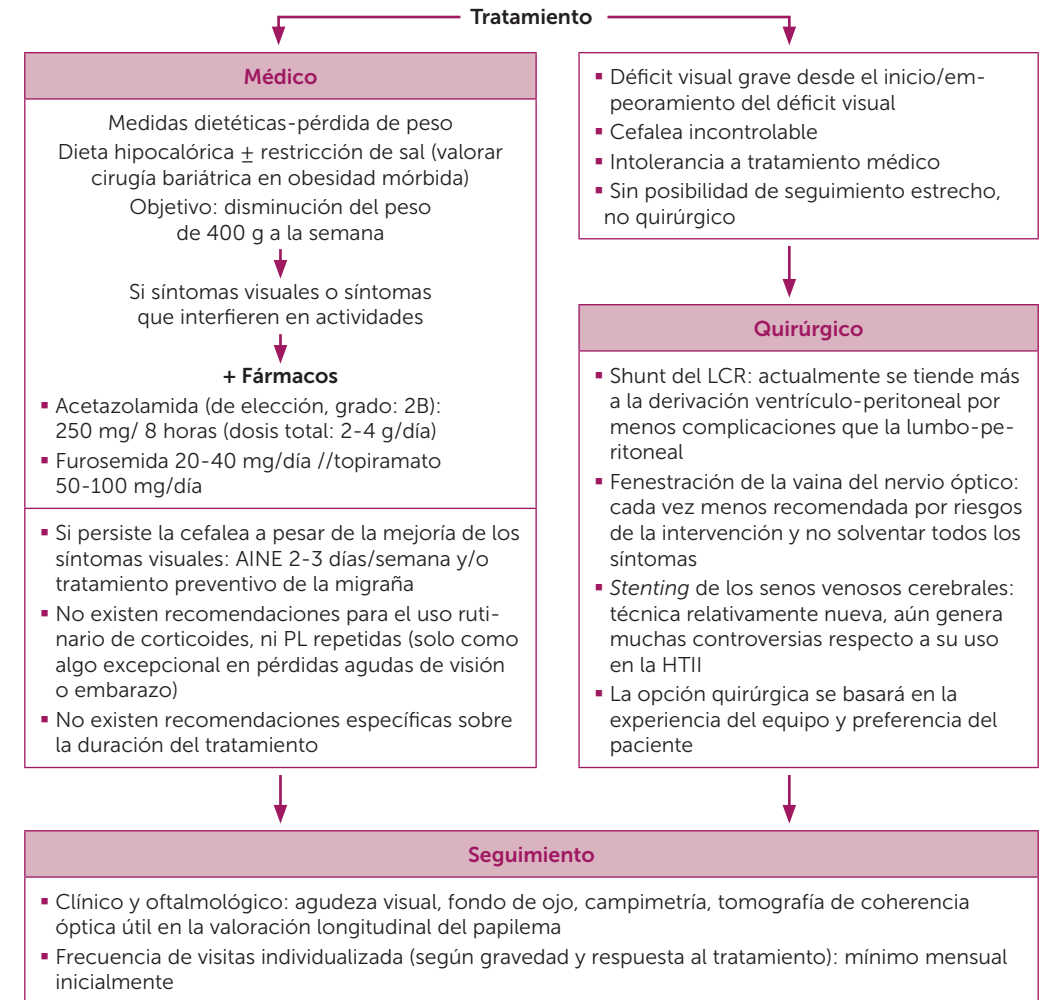 Tratamiento
Médico
Medidas dietéticas-pérdida de peso
Dieta hipocalórica ± restricción de sal (valorar
cirugía bariátrica en obesidad mórbida)
Objetivo: disminución del peso
de 400 g a la semana
Si síntomas visuales o síntomas
que interfieren en actividades
+ Fármacos
▪ Acetazolamida (de elección, grado: 2B):
250 mg/ 8 horas (dosis total: 2-4 g/día)
▪ Furosemida 20-40 mg/día //topiramato
50-100 mg/día
▪ Si persiste la cefalea a pesar de la mejoría de los
síntomas visuales: AINE 2-3 días/semana y/o
tratamiento preventivo de la migraña
▪ No existen recomendaciones para el uso ruti-
nario de corticoides, ni PL repetidas (solo como
algo excepcional en pérdidas agudas de visión
o embarazo)
▪ No existen recomendaciones específicas sobre
la duración del tratamiento
▪ Déficit visual grave desde el inicio/em-
peoramiento del déficit visual
▪ Cefalea incontrolable
▪ Intolerancia a tratamiento médico
▪ Sin posibilidad de seguimiento estrecho,
no quirúrgico
Quirúrgico
▪ Shunt del LCR: actualmente se tiende más
a la derivación ventrículo-peritoneal por
menos complicaciones que la lumbo-pe-
ritoneal
▪ Fenestración de la vaina del nervio óptico:
cada vez menos recomendada por riesgos
de la intervención y no solventar todos los
síntomas
▪ Stenting de los senos venosos cerebrales:
técnica relativamente nueva, aún genera
muchas controversias respecto a su uso
en la HTII
▪ La opción quirúrgica se basará en la
experiencia del equipo y preferencia del
paciente
Seguimiento
▪ Clínico y oftalmológico: agudeza visual, fondo de ojo, campimetría, tomografía de coherencia
óptica útil en la valoración longitudinal del papilema
▪ Frecuencia de visitas individualizada (según gravedad y respuesta al tratamiento): mínimo mensual
inicialmente